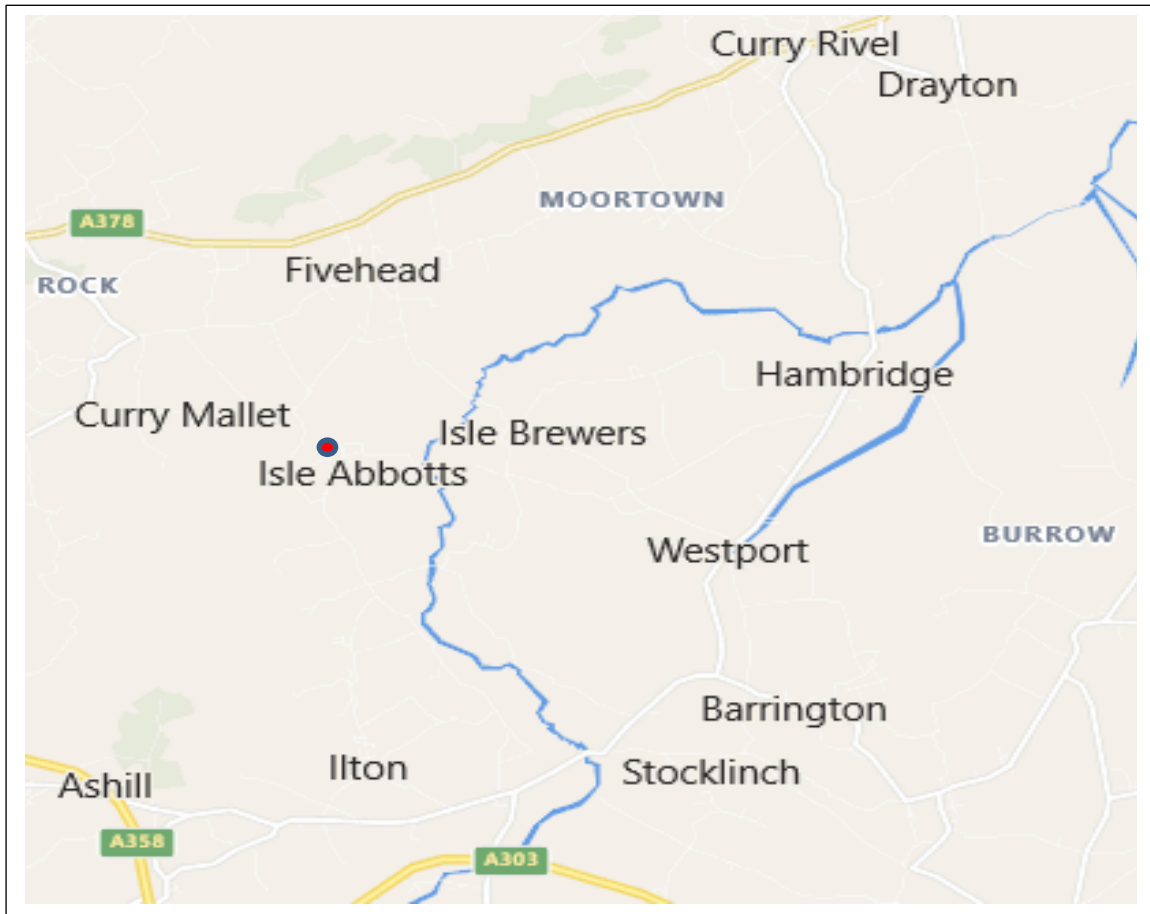 Curry Rivel
Drayton
MOORTOWN
A378
Fivehead
ROCK
Hambridge
Curry Mallet
Isle Brewers
Isle Abbotts
BURROW
Westport
Barrington
Ilton
Stocklinch
Ashill
A358
A303